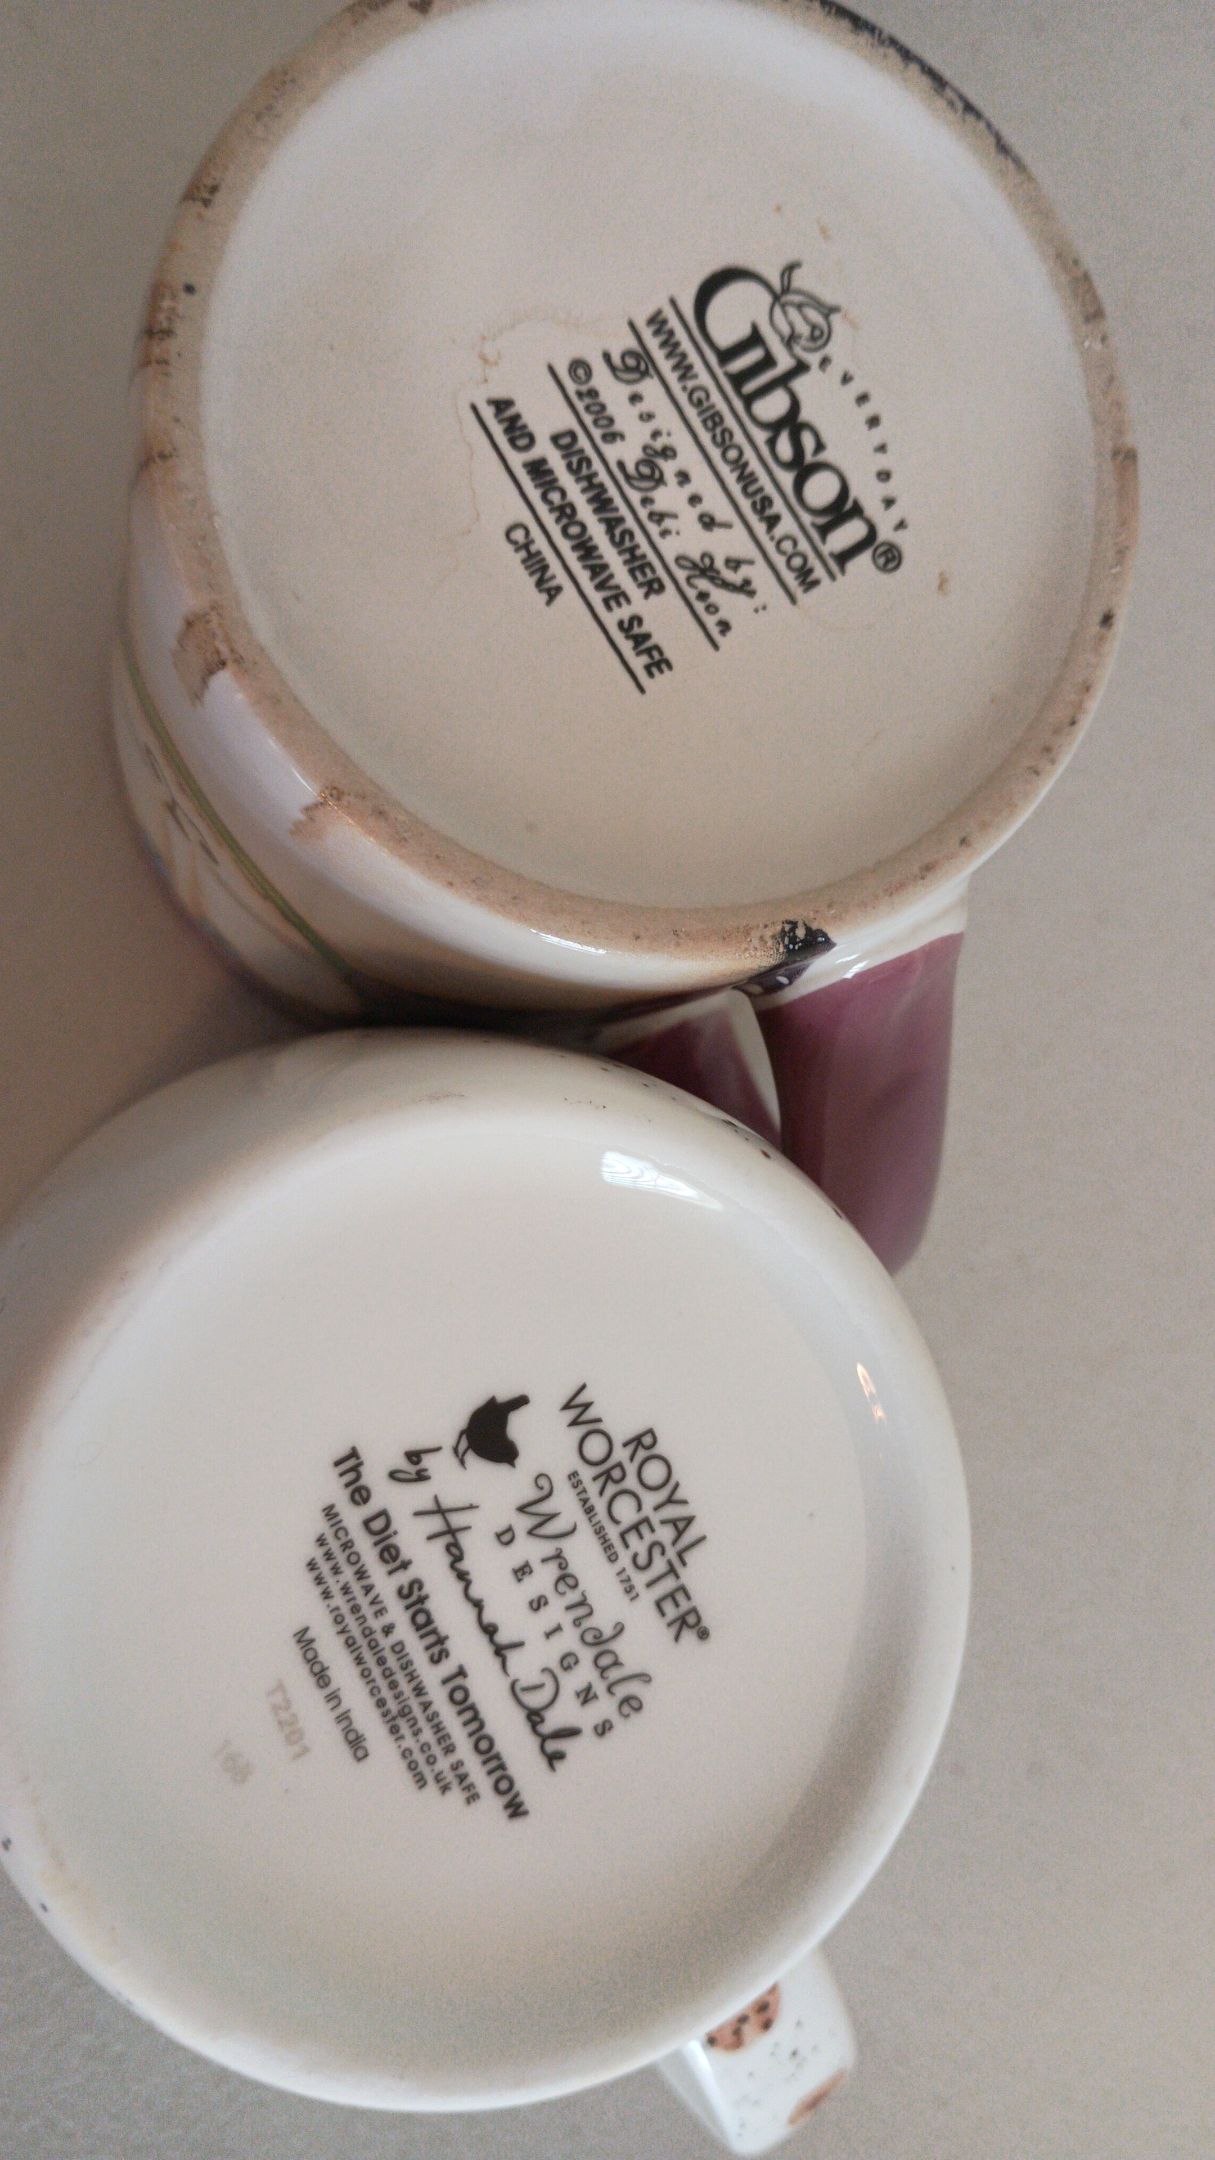 EVERYDAY
Gibson®
WWW.GIBSONUSA.COM
Designed by:
©2006 Debi Hron
DISHWASHER
AND MICROWAVE SAFE
CHINA
ROYAL
WORCESTER®
ESTABLISHED 1751
Wrendale
DESIGNS
by Hannah Dale
The Diet Starts Tomorrow
MICROWAVE & DISHWASHER SAFE
www.wrendaledesigns.co.uk
www.royalworcester.com
Made in India
T2201